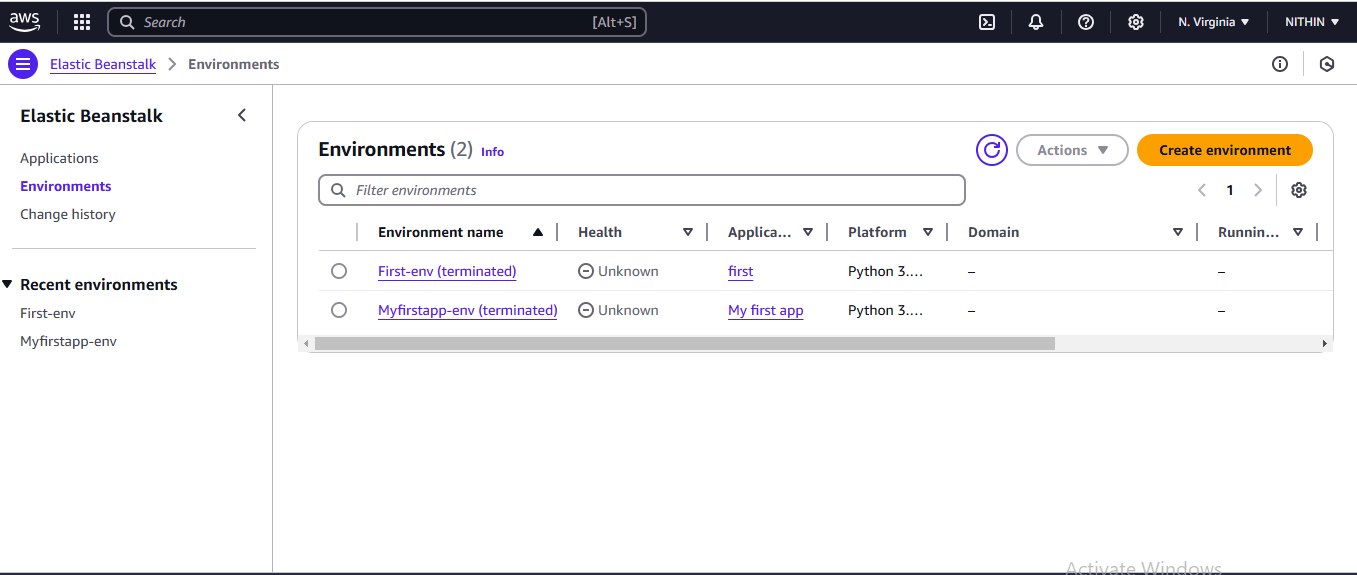 aws Search [Alt+S] N. Virginia NITHIN
Elastic Beanstalk Environments
Elastic Beanstalk
Applications
Environments
Change history
Recent environments
First-env
Myfirstapp-env
Environments (2) Info Actions Create environment
Filter environments 1
Environment name Health Applica... Platform Domain Runnin...
First-env (terminated) Unknown first Python 3.... – –
Myfirstapp-env (terminated) Unknown My first app Python 3.... – –
Activate Windows